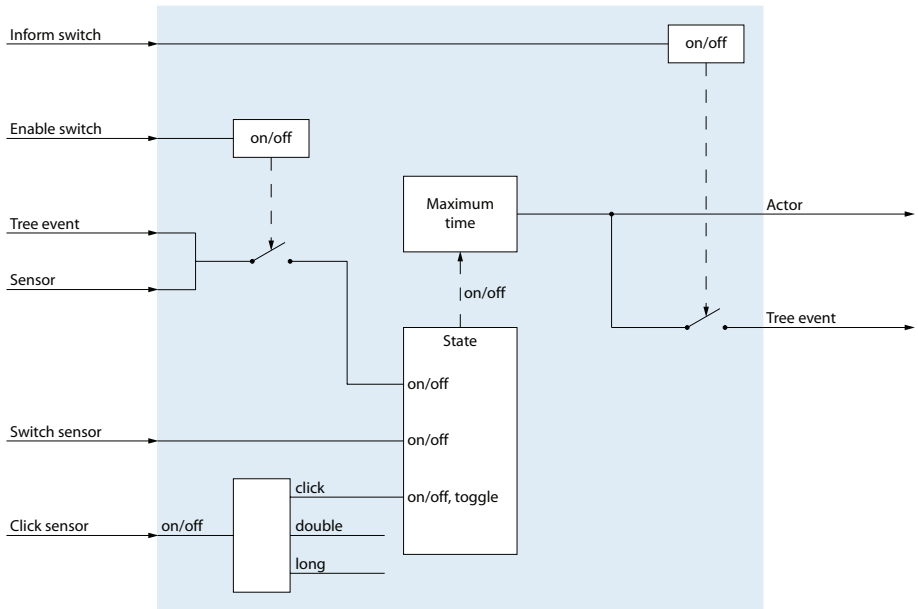 Inform switch
on/off
Enable switch
on/off
Maximum
time
Actor
Tree event
Sensor
on/off
Tree event
State
on/off
Switch sensor
on/off
click
on/off, toggle
Click sensor
on/off
double
long